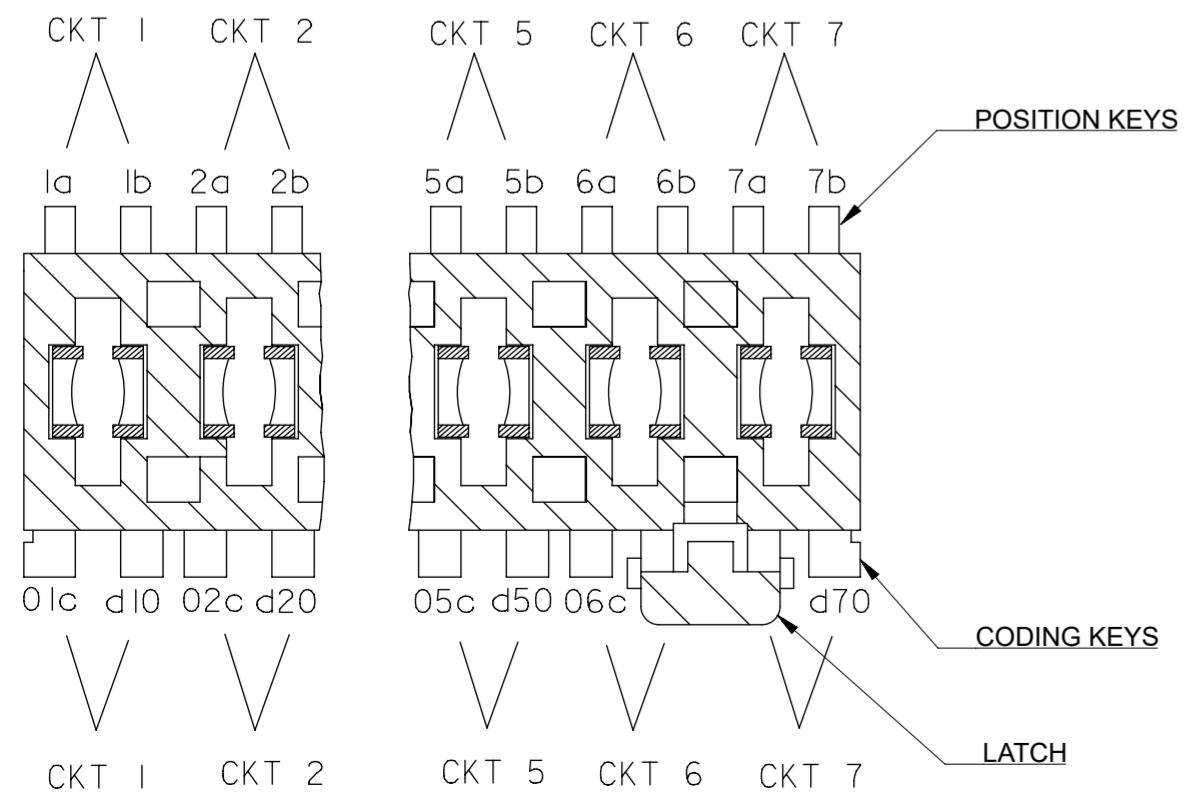 CKT 1 CKT 2 CKT 5 CKT 6 CKT 7
POSITION KEYS
1a 1b 2a 2b 5a 5b 6a 6b 7a 7b
01c d10 02c d20 05c d50 06c d70
CODING KEYS
LATCH
CKT 1 CKT 2 CKT 5 CKT 6 CKT 7